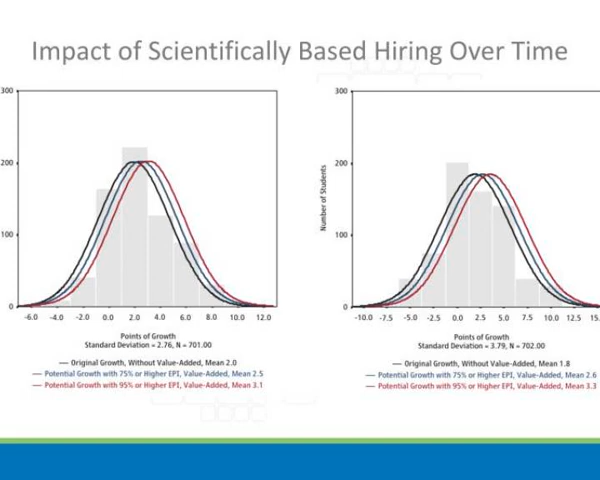 Impact of Scientifically Based Hiring Over Time
300
200
100
0
-6.0 -4.0 -2.0 0.0 2.0 4.0 6.0 8.0 10.0 12.0
Points of Growth
Standard Deviation = 2.76, N = 701.00
Original Growth, Without Value-Added, Mean 2.0
Potential Growth with 75% or Higher EPI, Value-Added, Mean 2.5
Potential Growth with 95% or Higher EPI, Value-Added, Mean 3.1
Number of Students
300
200
100
0
-10.0 -7.5 -5.0 -2.5 0.0 2.5 5.0 7.5 10.0 12.5 15.
Points of Growth
Standard Deviation = 3.79, N = 702.00
Original Growth, Without Value-Added, Mean 1.8
Potential Growth with 75% or Higher EPI, Value-Added, Mean 2.6
Potential Growth with 95% or Higher EPI, Value-Added, Mean 3.3